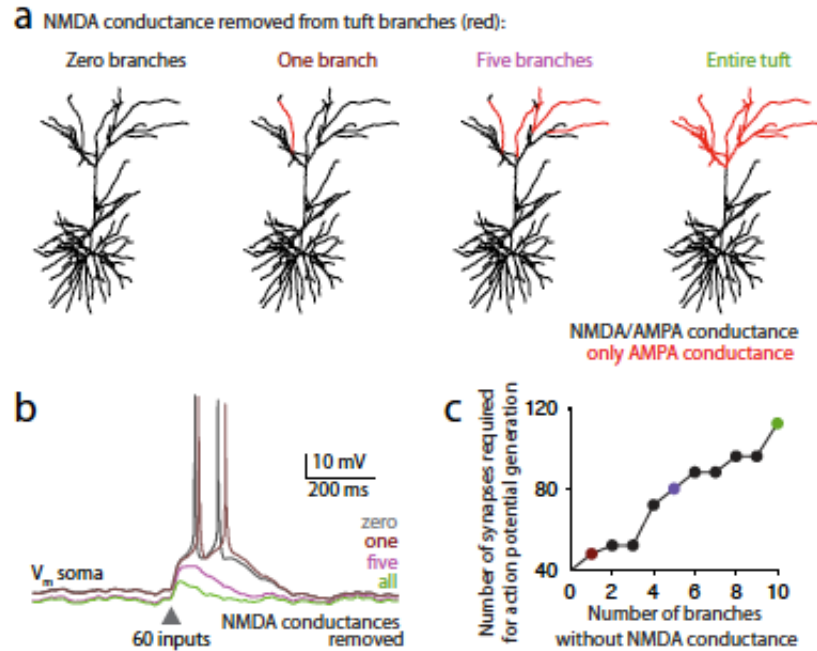 a NMDA conductance removed from tuft branches (red):
Zero branches One branch Five branches Entire tuft
NMDA/AMPA conductance
only AMPA conductance
b
10 mV
200 ms
zero
one
five
all
Vm soma
60 inputs
NMDA conductances
removed
c
Number of synapses required
for action potential generation
120
80
40
0 2 4 6 8 10
Number of branches
without NMDA conductance